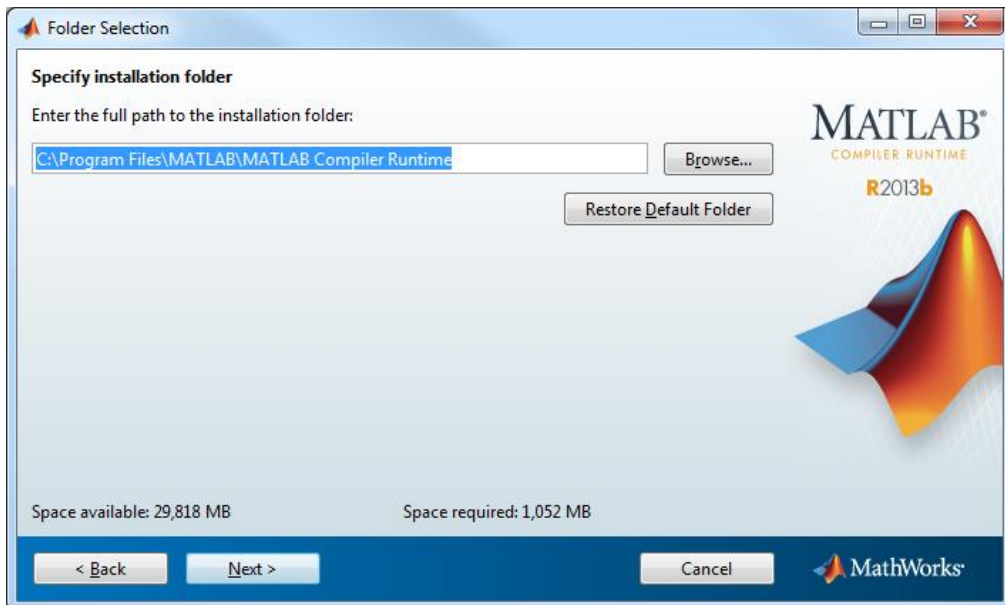 Folder Selection
Specify installation folder
Enter the full path to the installation folder:
C:\Program Files\MATLAB\MATLAB Compiler Runtime
Browse...
Restore Default Folder
MATLAB®
COMPILER RUNTIME
R2013b
Space available: 29,818 MB
Space required: 1,052 MB
< Back
Next >
Cancel
MathWorks®